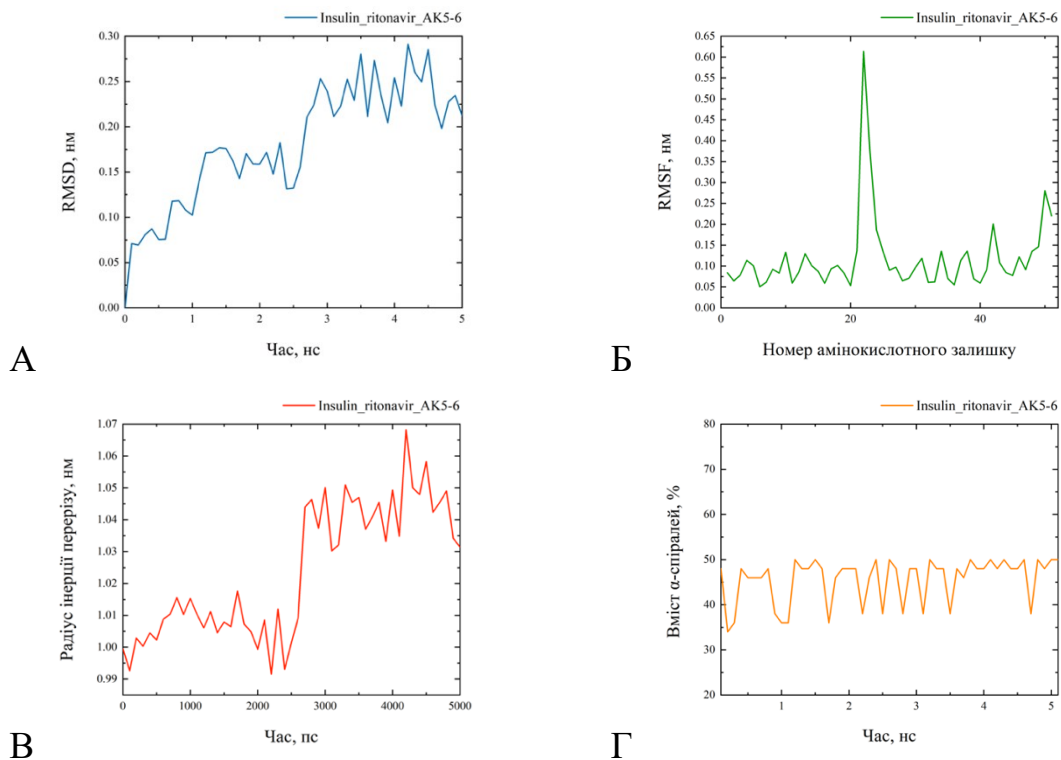 Insulin_ritonavir_AK5-6
RMSD, нм
0.30
0.25
0.20
0.15
0.10
0.05
0.00
0 1 2 3 4 5
Час, нс
А
Insulin_ritonavir_AK5-6
RMSF, нм
0.65
0.60
0.55
0.50
0.45
0.40
0.35
0.30
0.25
0.20
0.15
0.10
0.05
0.00
0 20 40
Номер амінокислотного залишку
Б
Insulin_ritonavir_AK5-6
Радіус інерції перерізу, нм
1.07
1.06
1.05
1.04
1.03
1.02
1.01
1.00
0.99
0 1000 2000 3000 4000 5000
Час, пс
В
Insulin_ritonavir_AK5-6
Вміст α-спіралей, %
80
70
60
50
40
30
20
1 2 3 4 5
Час, нс
Г